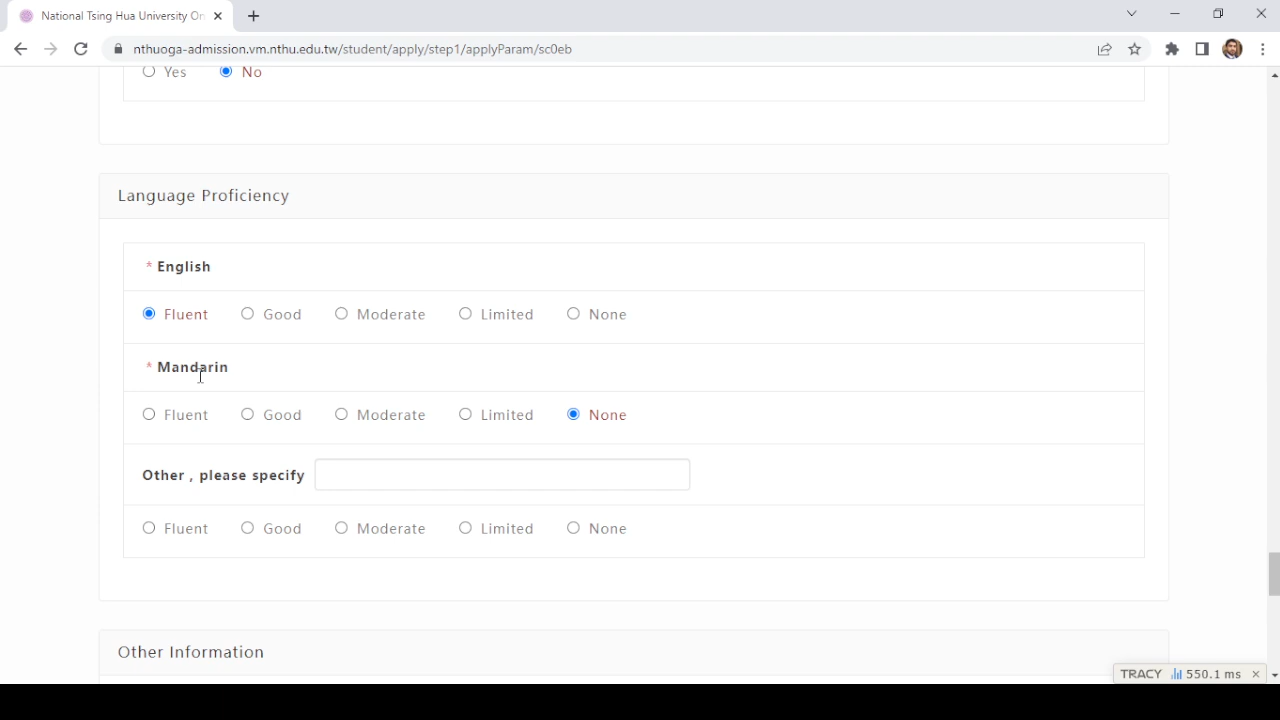 National Tsing Hua University On
nthuoga-admission.vm.nthu.edu.tw/student/apply/step1/applyParam/sc0eb
Yes No
Language Proficiency
* English
Fluent Good Moderate Limited None
* Mandarin
Fluent Good Moderate Limited None
Other , please specify
Fluent Good Moderate Limited None
Other Information
TRACY 550.1 ms ×